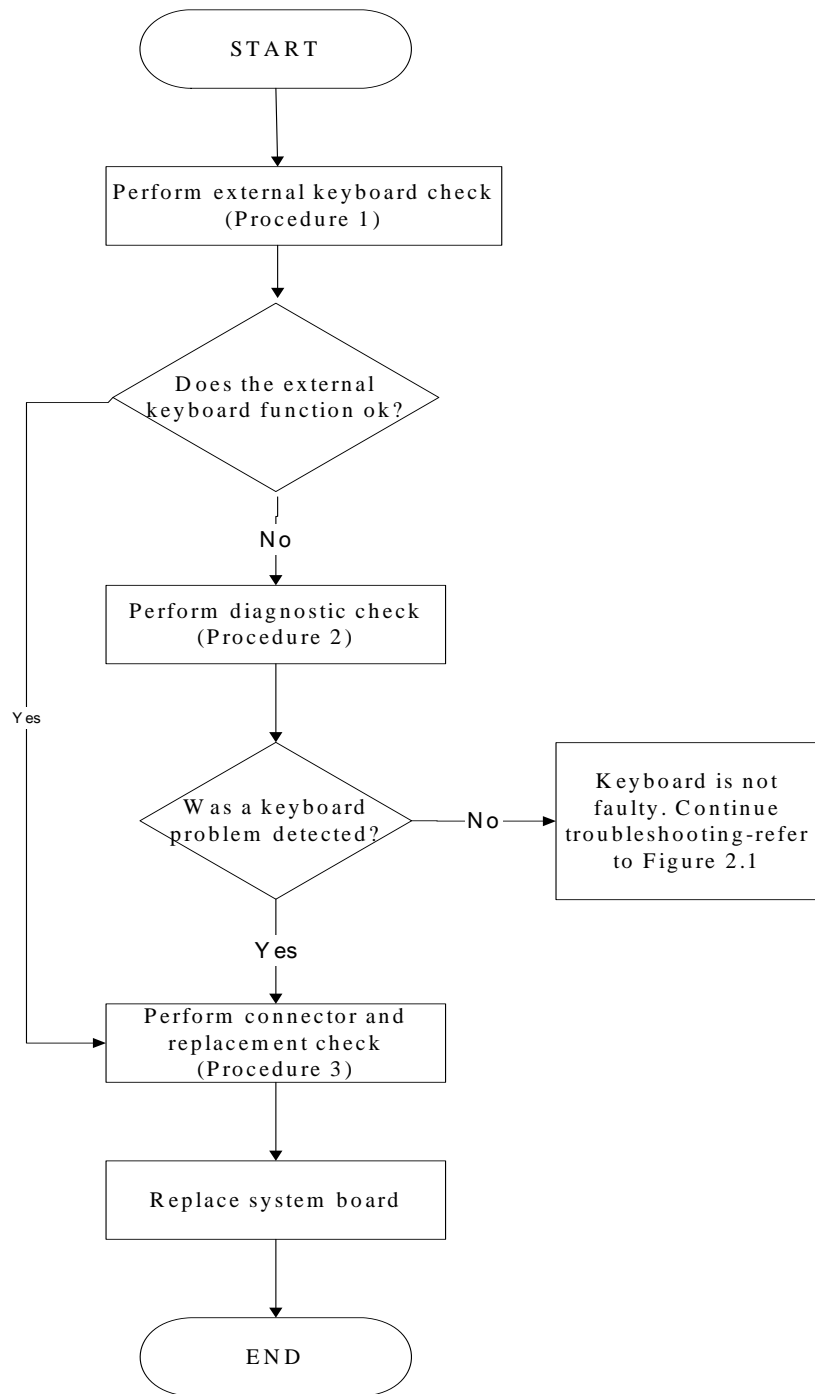 START
Perform external keyboard check
(Procedure 1)
Does the external
keyboard function ok?
No
Perform diagnostic check
(Procedure 2)
Yes
Was a keyboard
problem detected?
No
Keyboard is not
faulty. Continue
troubleshooting-refer
to Figure 2.1
Yes
Perform connector and
replacement check
(Procedure 3)
Replace system board
END